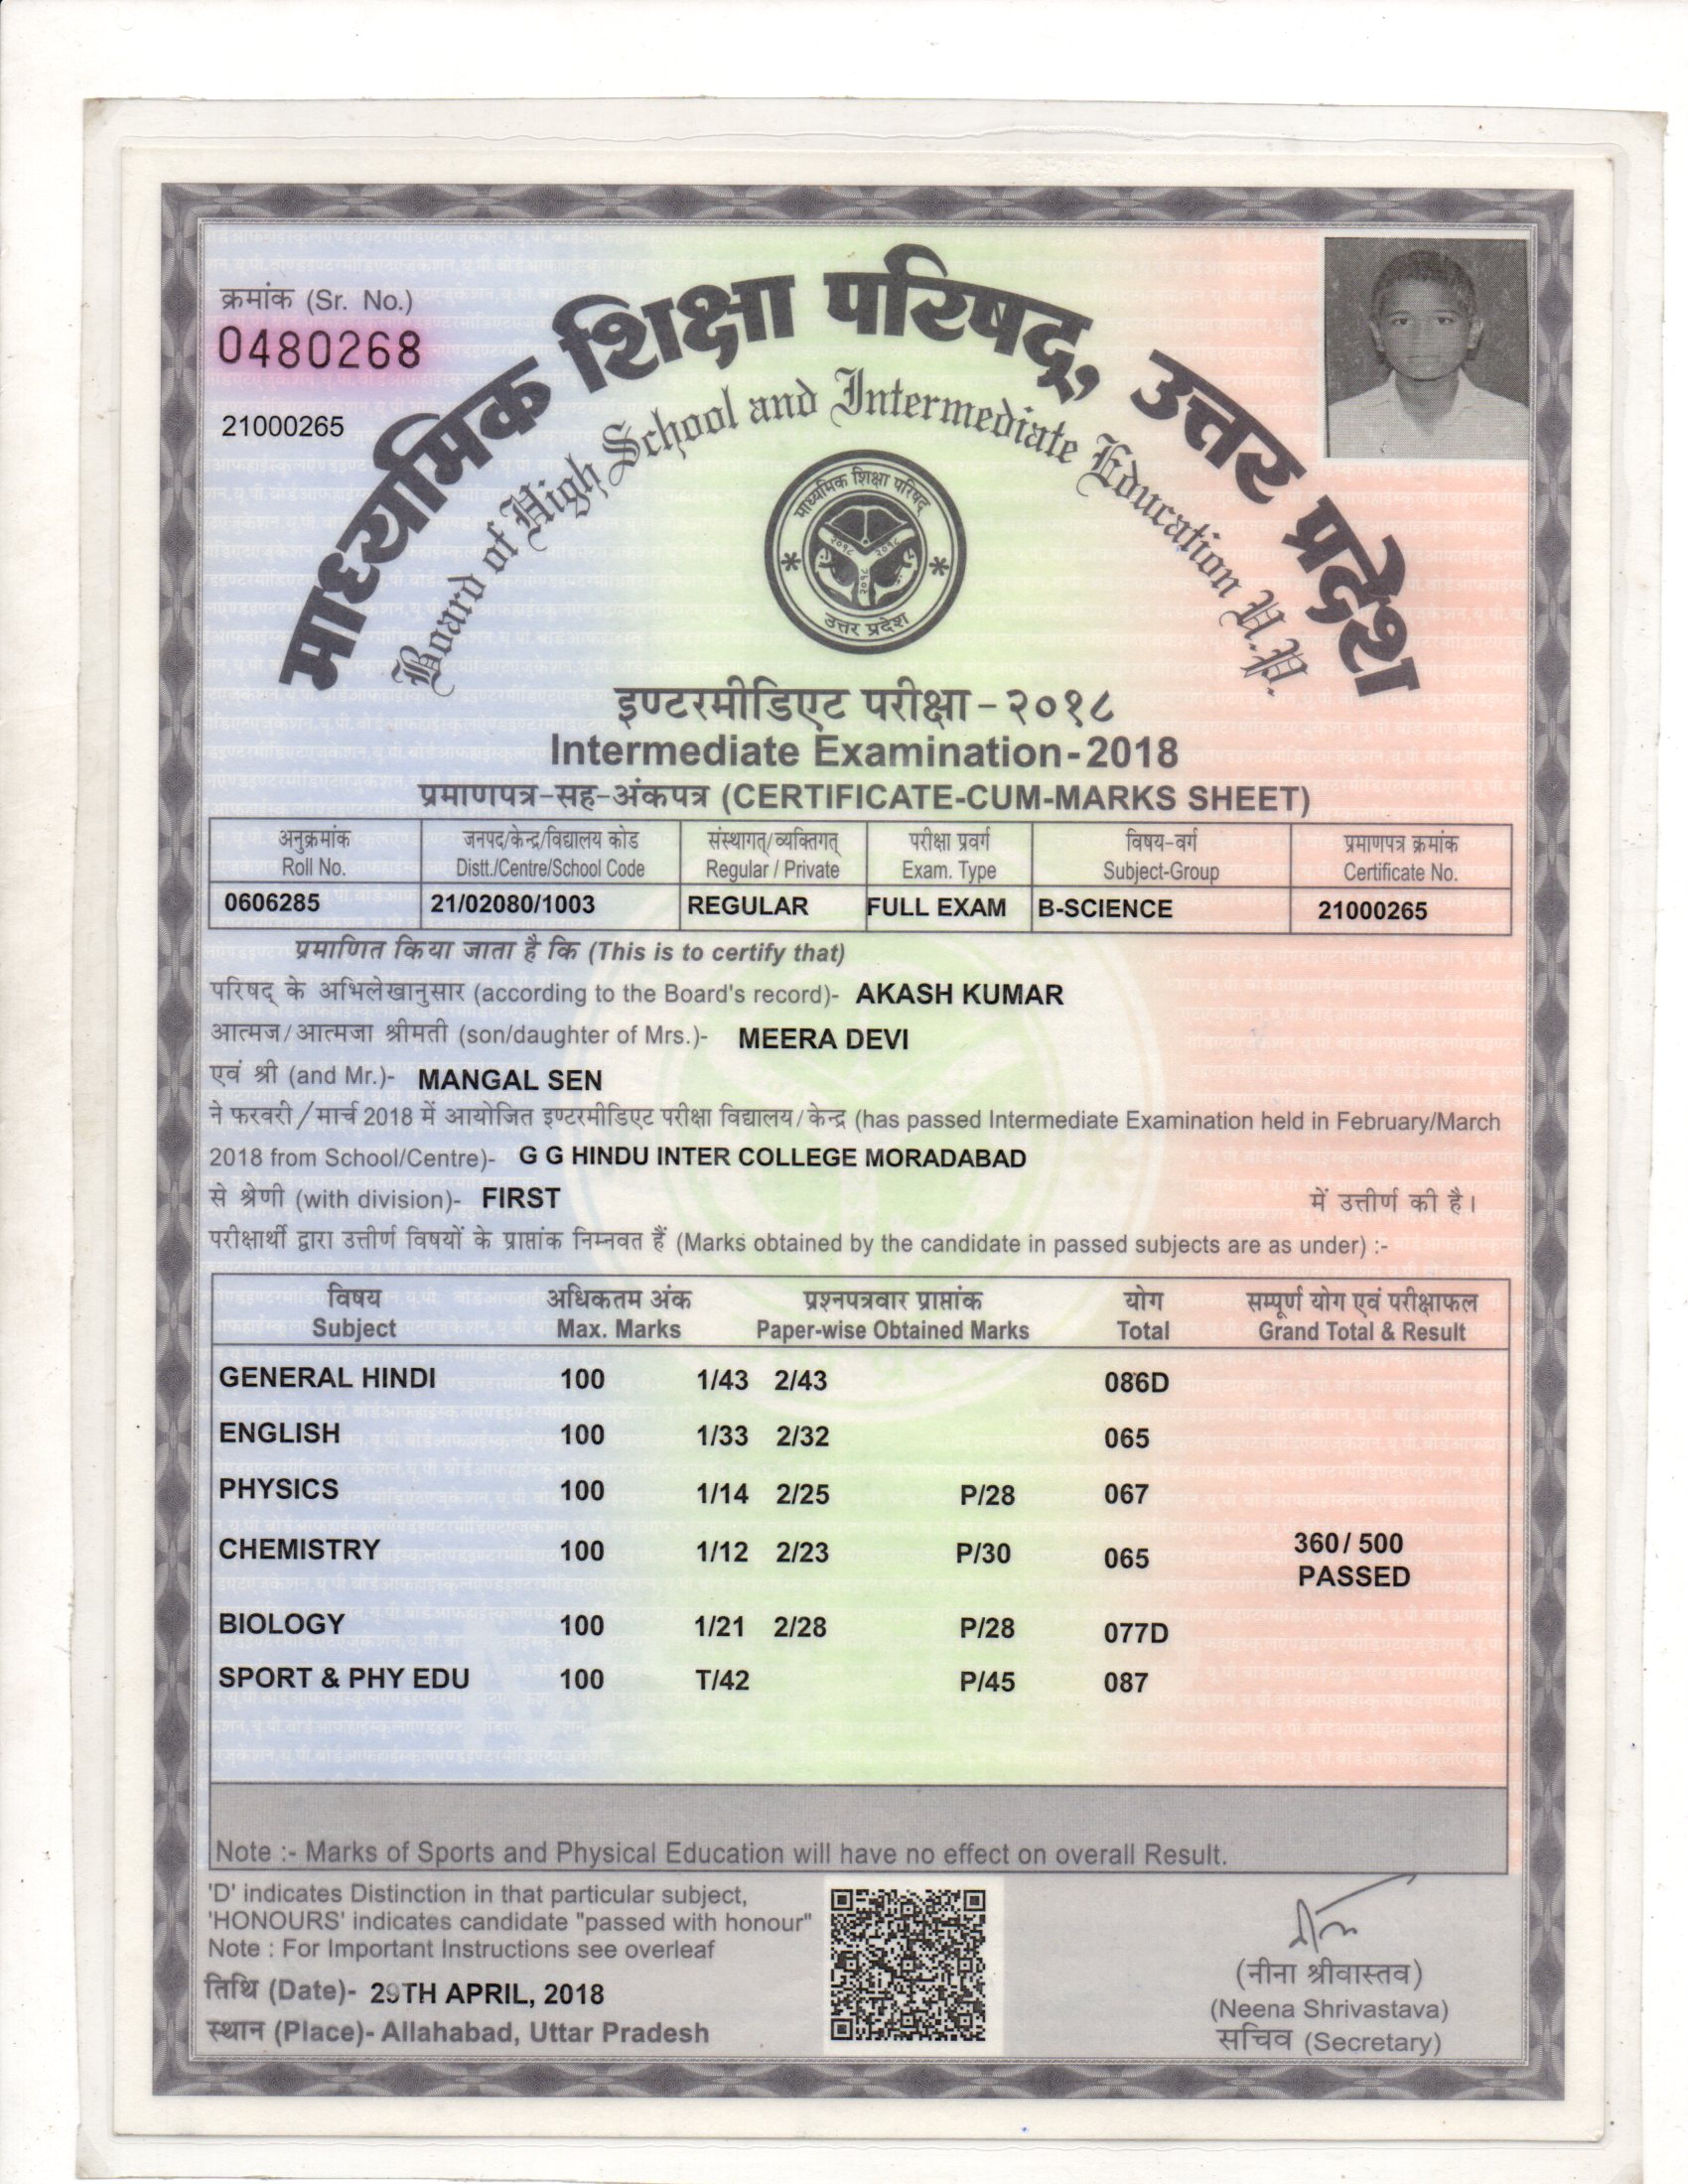 क्रमांक (Sr. No.)
0480268
21000265
माध्यमिक शिक्षा परिषद्, उत्तर प्रदेश
Board of High School and Intermediate Education U.P.
माध्यमिक शिक्षा परिषद्
२०१८ २०१८
२०१८
उत्तर प्रदेश
इण्टरमीडिएट परीक्षा - २०१८
Intermediate Examination - 2018
प्रमाणपत्र-सह-अंकपत्र (CERTIFICATE-CUM-MARKS SHEET)
अनुक्रमांक जनपद/केन्द्र/विद्यालय कोड संस्थागत्/व्यक्तिगत् परीक्षा प्रवर्ग विषय-वर्ग प्रमाणपत्र क्रमांक
Roll No. Distt./Centre/School Code Regular / Private Exam. Type Subject-Group Certificate No.
0606285 21/02080/1003 REGULAR FULL EXAM B-SCIENCE 21000265
प्रमाणित किया जाता है कि (This is to certify that)
परिषद् के अभिलेखानुसार (according to the Board's record)- AKASH KUMAR
आत्मज/आत्मजा श्रीमती (son/daughter of Mrs.)- MEERA DEVI
एवं श्री (and Mr.)- MANGAL SEN
ने फरवरी/मार्च 2018 में आयोजित इण्टरमीडिएट परीक्षा विद्यालय/केन्द्र (has passed Intermediate Examination held in February/March
2018 from School/Centre)- G G HINDU INTER COLLEGE MORADABAD
से श्रेणी (with division)- FIRST में उत्तीर्ण की है।
परीक्षार्थी द्वारा उत्तीर्ण विषयों के प्राप्तांक निम्नवत हैं (Marks obtained by the candidate in passed subjects are as under) :-
विषय अधिकतम अंक प्रश्नपत्रवार प्राप्तांक योग सम्पूर्ण योग एवं परीक्षाफल
Subject Max. Marks Paper-wise Obtained Marks Total Grand Total & Result
GENERAL HINDI 100 1/43 2/43 086D
ENGLISH 100 1/33 2/32 065
PHYSICS 100 1/14 2/25 P/28 067
CHEMISTRY 100 1/12 2/23 P/30 065 360/ 500
PASSED
BIOLOGY 100 1/21 2/28 P/28 077D
SPORT & PHY EDU 100 T/42 P/45 087
Note :- Marks of Sports and Physical Education will have no effect on overall Result.
'D' indicates Distinction in that particular subject,
'HONOURS' indicates candidate "passed with honour"
Note : For Important Instructions see overleaf
तिथि (Date)- 29TH APRIL, 2018
स्थान (Place)- Allahabad, Uttar Pradesh
(नीना श्रीवास्तव)
(Neena Shrivastava)
सचिव (Secretary)